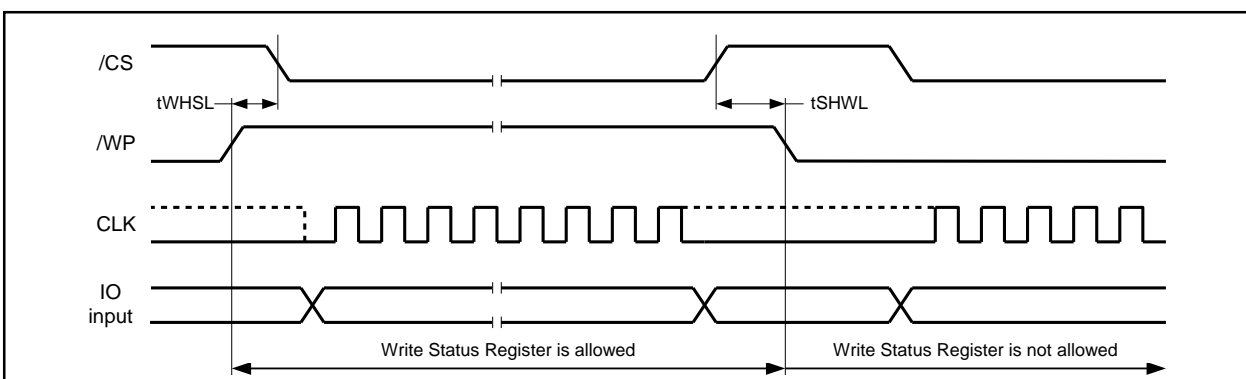 /CS
tWHSL
tSHWL
/WP
CLK
IO
input
Write Status Register is allowed
Write Status Register is not allowed